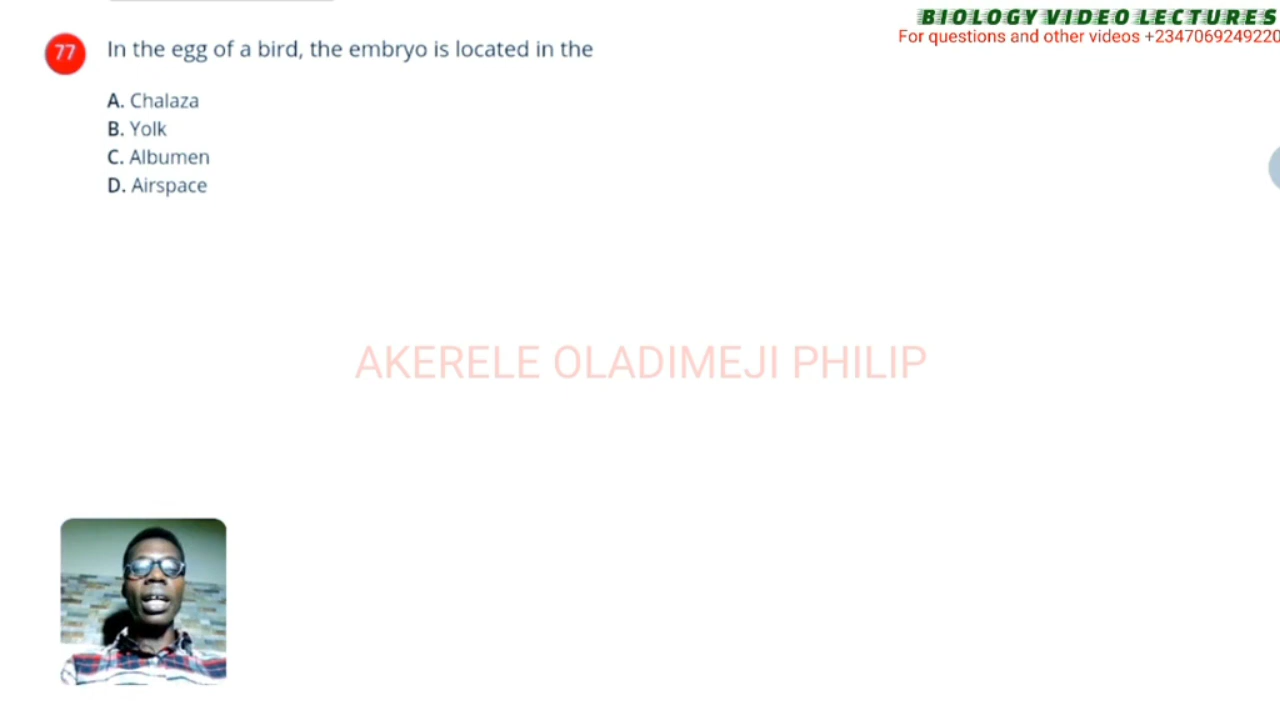 BIOLOGY VIDEO LECTURES
For questions and other videos +2347069249220
77 In the egg of a bird, the embryo is located in the
A. Chalaza
B. Yolk
C. Albumen
D. Airspace
AKERELE OLADIMEJI PHILIP